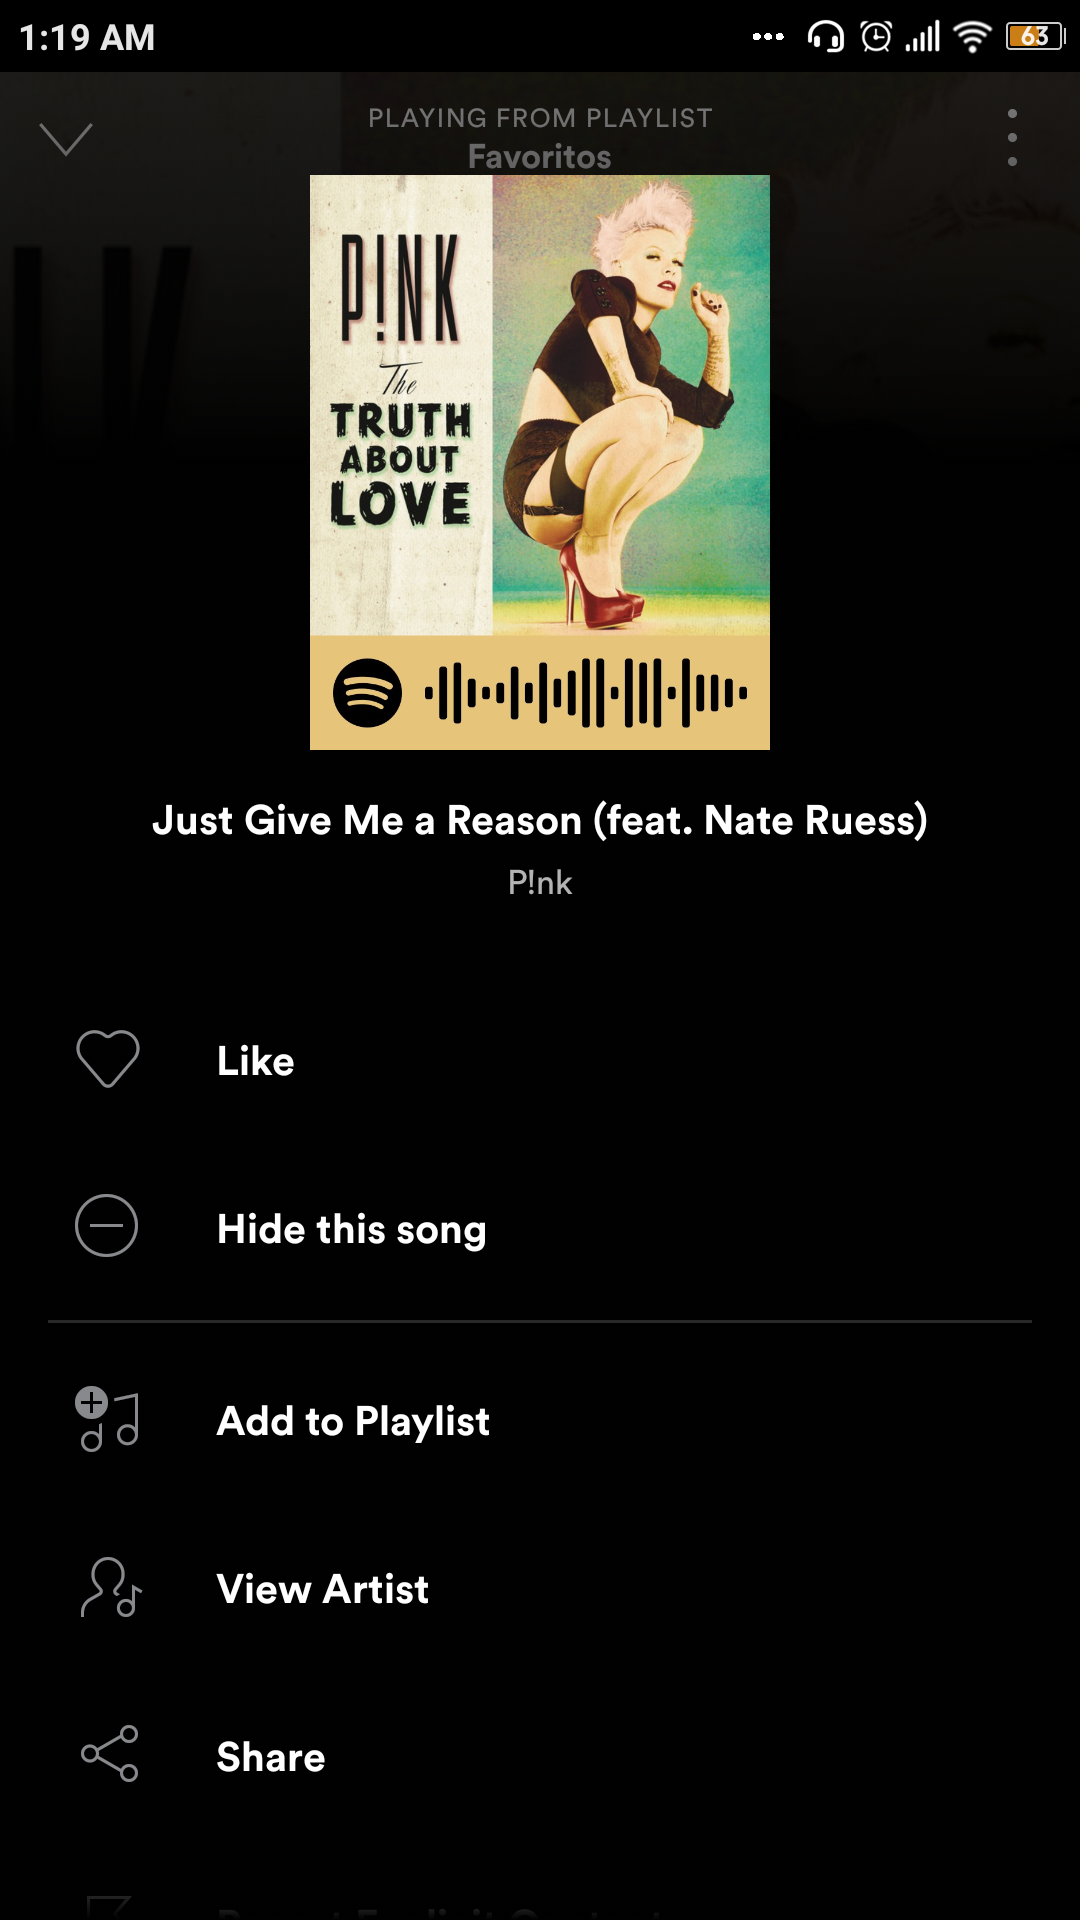 1:19 AM
63
PLAYING FROM PLAYLIST
Favoritos
P!NK
The
TRUTH
ABOUT
LOVE
Just Give Me a Reason (feat. Nate Ruess)
P!nk
Like
Hide this song
Add to Playlist
View Artist
Share